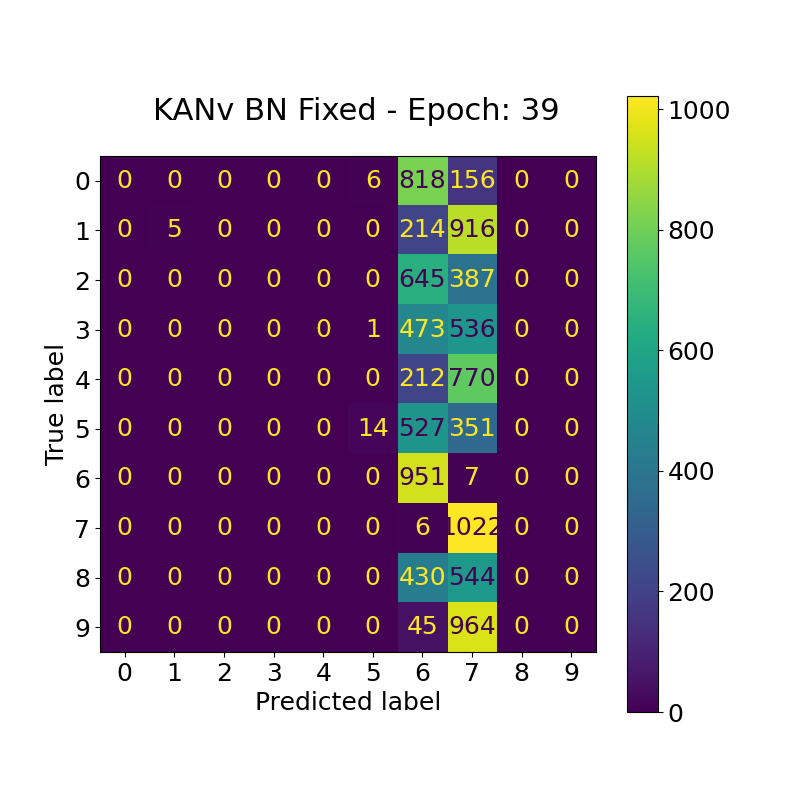 KANv BN Fixed - Epoch: 39
0 0 0 0 0 0 6 818 156 0 0
1 0 5 0 0 0 0 214 916 0 0
2 0 0 0 0 0 0 645 387 0 0
3 0 0 0 0 0 1 473 536 0 0
4 0 0 0 0 0 0 212 770 0 0
5 0 0 0 0 0 14 527 351 0 0
6 0 0 0 0 0 0 951 7 0 0
7 0 0 0 0 0 0 6 1022 0 0
8 0 0 0 0 0 0 430 544 0 0
9 0 0 0 0 0 0 45 964 0 0
0 1 2 3 4 5 6 7 8 9
True label
Predicted label
1000
800
600
400
200
0